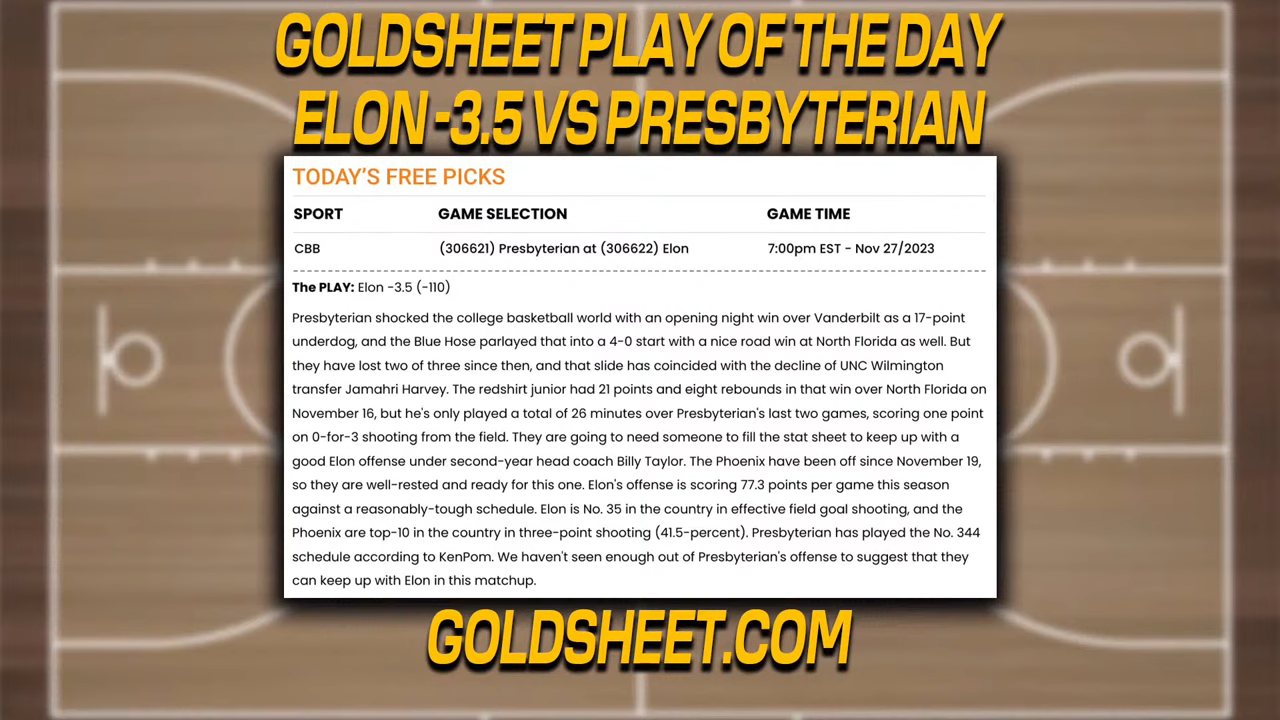 GOLDSHEET PLAY OF THE DAY
ELON -3.5 VS PRESBYTERIAN
TODAY'S FREE PICKS
SPORT GAME SELECTION GAME TIME
CBB (306621) Presbyterian at (306622) Elon 7:00pm EST - Nov 27/2023
The PLAY: Elon -3.5 (-110)
Presbyterian shocked the college basketball world with an opening night win over Vanderbilt as a 17-point
underdog, and the Blue Hose parlayed that into a 4-0 start with a nice road win at North Florida as well. But
they have lost two of three since then, and that slide has coincided with the decline of UNC Wilmington
transfer Jamahri Harvey. The redshirt junior had 21 points and eight rebounds in that win over North Florida on
November 16, but he's only played a total of 26 minutes over Presbyterian's last two games, scoring one point
on 0-for-3 shooting from the field. They are going to need someone to fill the stat sheet to keep up with a
good Elon offense under second-year head coach Billy Taylor. The Phoenix have been off since November 19,
so they are well-rested and ready for this one. Elon's offense is scoring 77.3 points per game this season
against a reasonably-tough schedule. Elon is No. 35 in the country in effective field goal shooting, and the
Phoenix are top-10 in the country in three-point shooting (41.5-percent). Presbyterian has played the No. 344
schedule according to KenPom. We haven't seen enough out of Presbyterian's offense to suggest that they
can keep up with Elon in this matchup.
GOLDSHEET.COM